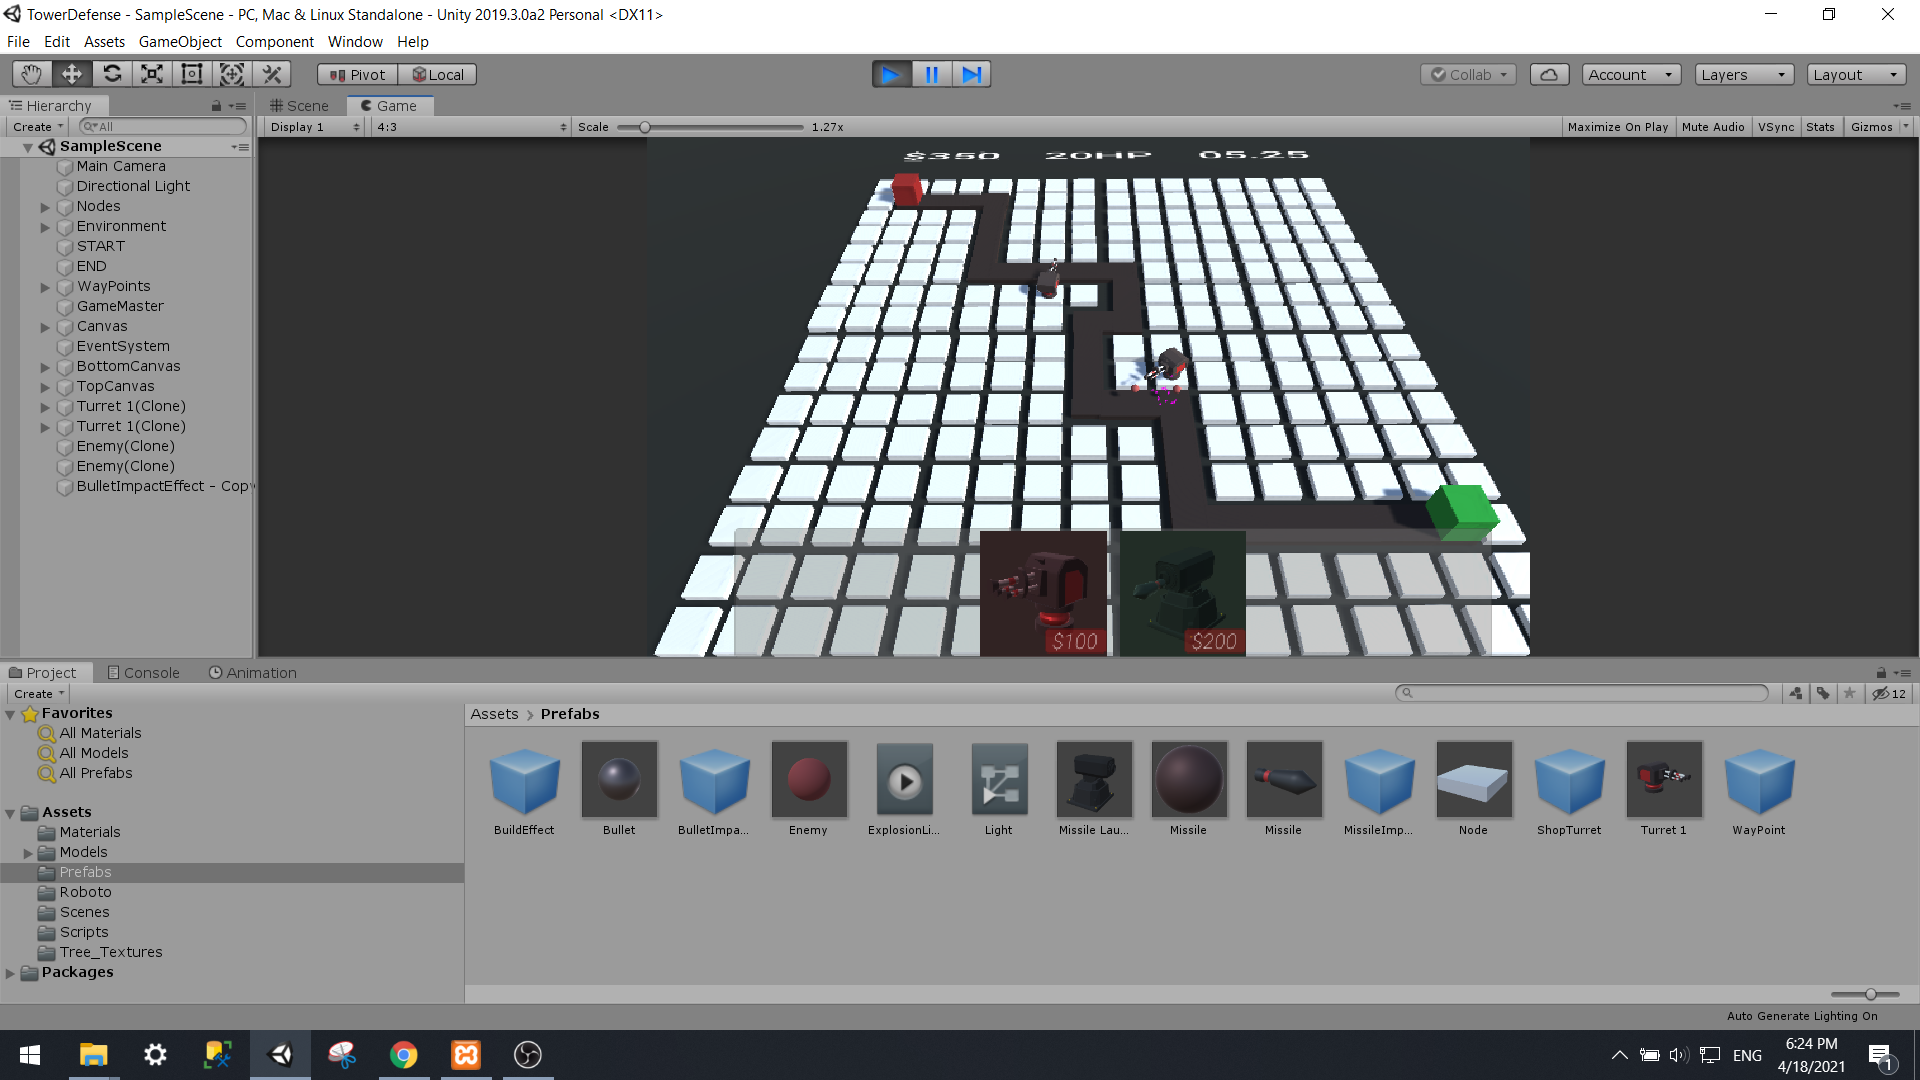 TowerDefense - SampleScene - PC, Mac & Linux Standalone - Unity 2019.3.0a2 Personal <DX11>
File Edit Assets GameObject Component Window Help
Pivot Local Collab Account Layers Layout
Hierarchy
Scene Game
Create All
Display 1 4:3 Scale 1.27x Maximize On Play Mute Audio VSync Stats Gizmos
SampleScene
Main Camera
Directional Light
Nodes
Environment
START
END
WayPoints
GameMaster
Canvas
EventSystem
BottomCanvas
TopCanvas
Turret 1(Clone)
Turret 1(Clone)
Enemy(Clone)
Enemy(Clone)
BulletImpactEffect - Copy
$350 20HP 05.25
$100 $200
Project Console Animation
Create
12
Favorites
All Materials
All Models
All Prefabs
Assets
Materials
Models
Prefabs
Roboto
Scenes
Scripts
Tree_Textures
Packages
Assets > Prefabs
BuildEffect Bullet BulletImpa... Enemy ExplosionLi... Light Missile Lau... Missile Missile MissileImp... Node ShopTurret Turret 1 WayPoint
Auto Generate Lighting On
ENG
6:24 PM
4/18/2021
1